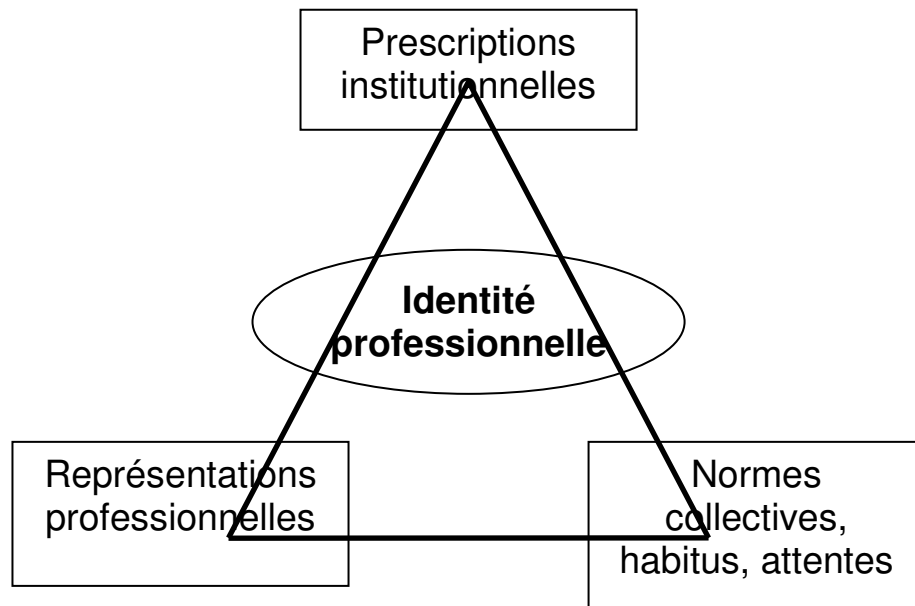 Prescriptions
institutionnelles
Identité
professionnelle
Représentations
professionnelles
Normes
collectives,
habitus, attentes